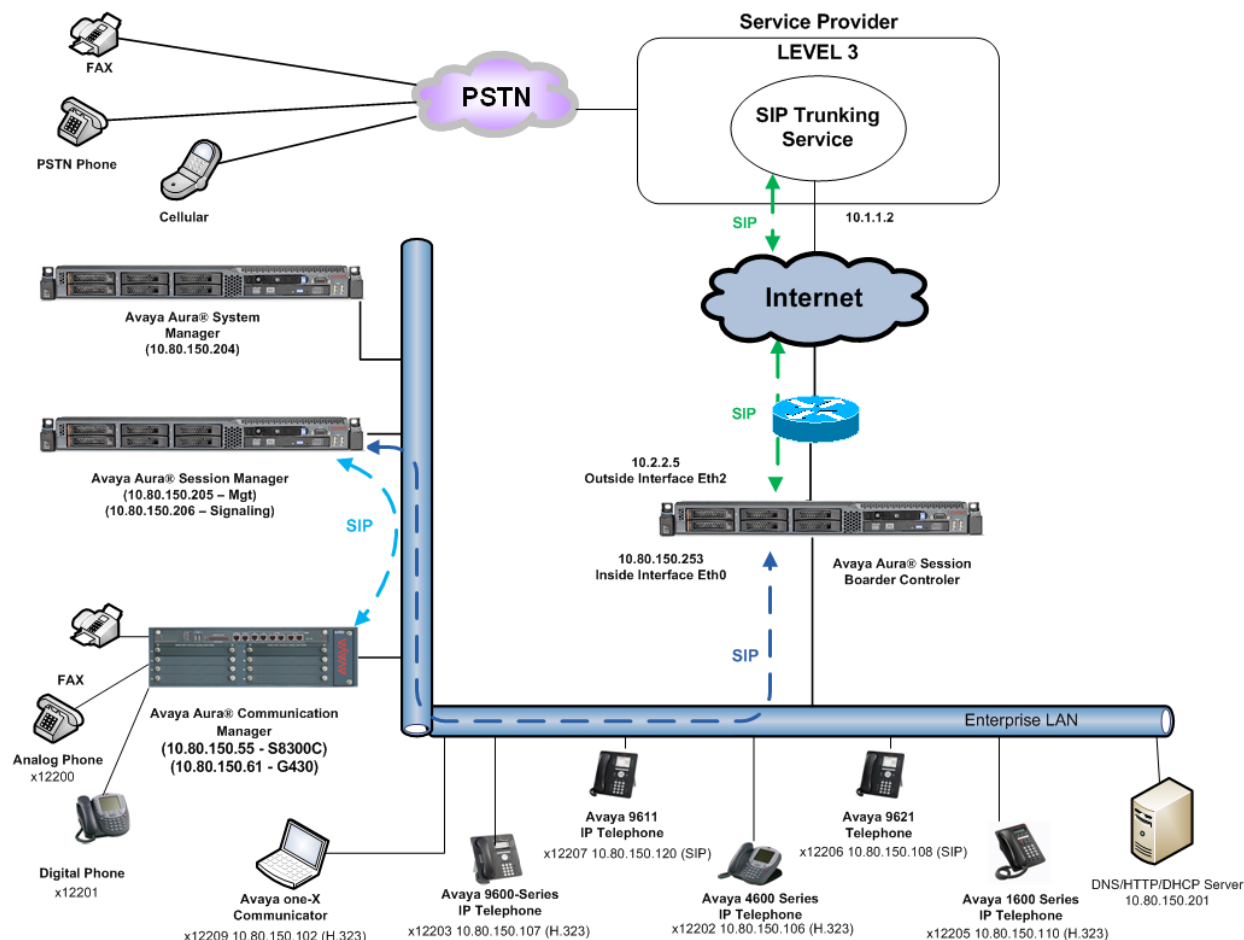 Service Provider
LEVEL 3
SIP Trunking
Service
FAX
PSTN
PSTN Phone
Cellular
SIP
10.1.1.2
Internet
Avaya Aura® System
Manager
(10.80.150.204)
SIP
10.2.2.5
Outside Interface Eth2
Avaya Aura® Session Manager
(10.80.150.205 – Mgt)
(10.80.150.206 – Signaling)
SIP
10.80.150.253
Inside Interface Eth0
Avaya Aura® Session
Boarder Controler
SIP
FAX
AVAYA
Avaya Aura® Communication
Manager
(10.80.150.55 - S8300C)
(10.80.150.61 - G430)
Enterprise LAN
Analog Phone
x12200
Digital Phone
x12201
Avaya one-X
Communicator
x12209 10.80.150.102 (H.323)
Avaya 9600-Series
IP Telephone
x12203 10.80.150.107 (H.323)
Avaya 9611
IP Telephone
x12207 10.80.150.120 (SIP)
Avaya 4600 Series
IP Telephone
x12202 10.80.150.106 (H.323)
Avaya 9621
Telephone
x12206 10.80.150.108 (SIP)
Avaya 1600 Series
IP Telephone
x12205 10.80.150.110 (H.323)
DNS/HTTP/DHCP Server
10.80.150.201